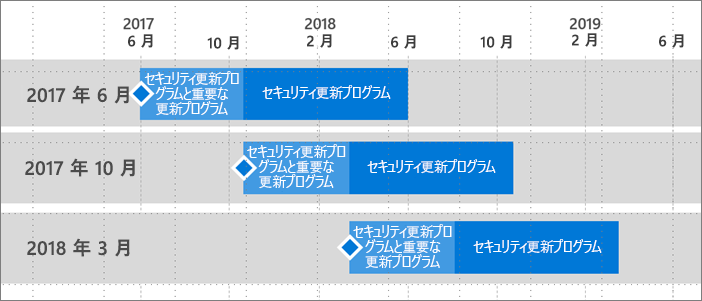 2017 2018 2019
6 月 10 月 2 月 6 月 10 月 2 月 6 月
2017 年 6 月
セキュリティ更新プロ
グラムと重要な
更新プログラム
セキュリティ更新プログラム
2017 年 10 月
セキュリティ更新プロ
グラムと重要な
更新プログラム
セキュリティ更新プログラム
2018 年 3 月
セキュリティ更新プロ
グラムと重要な
更新プログラム
セキュリティ更新プログラム